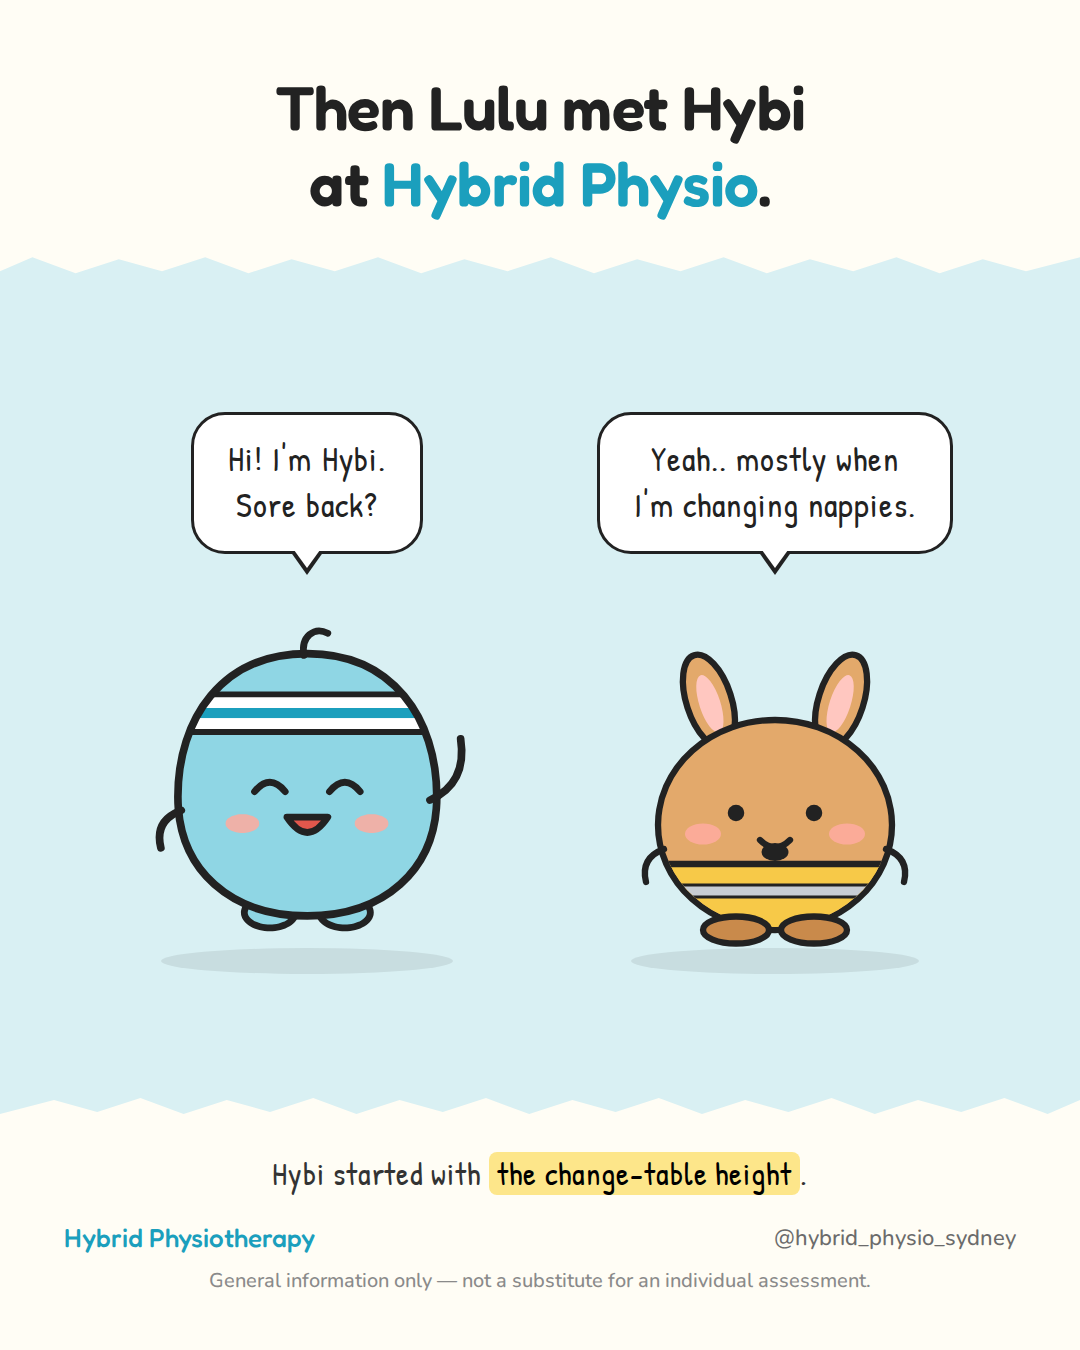 Then Lulu met Hybi
at Hybrid Physio.
Hi! I'm Hybi.
Sore back?
Yeah.. mostly when
I'm changing nappies.
Hybi started with the change-table height.
Hybrid Physiotherapy
@hybrid_physio_sydney
General information only — not a substitute for an individual assessment.